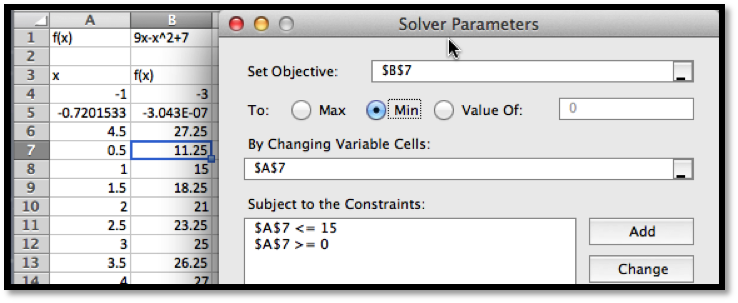 A B
1 f(x) 9x-x^2+7
2
3 x f(x)
4 -1 -3
5 -0.7201533 -3.043E-07
6 4.5 27.25
7 0.5 11.25
8 1 15
9 1.5 18.25
10 2 21
11 2.5 23.25
12 3 25
13 3.5 26.25
14 4 27
Solver Parameters
Set Objective: $B$7
To: Max Min Value Of: 0
By Changing Variable Cells:
$A$7
Subject to the Constraints:
$A$7 <= 15
$A$7 >= 0
Add
Change